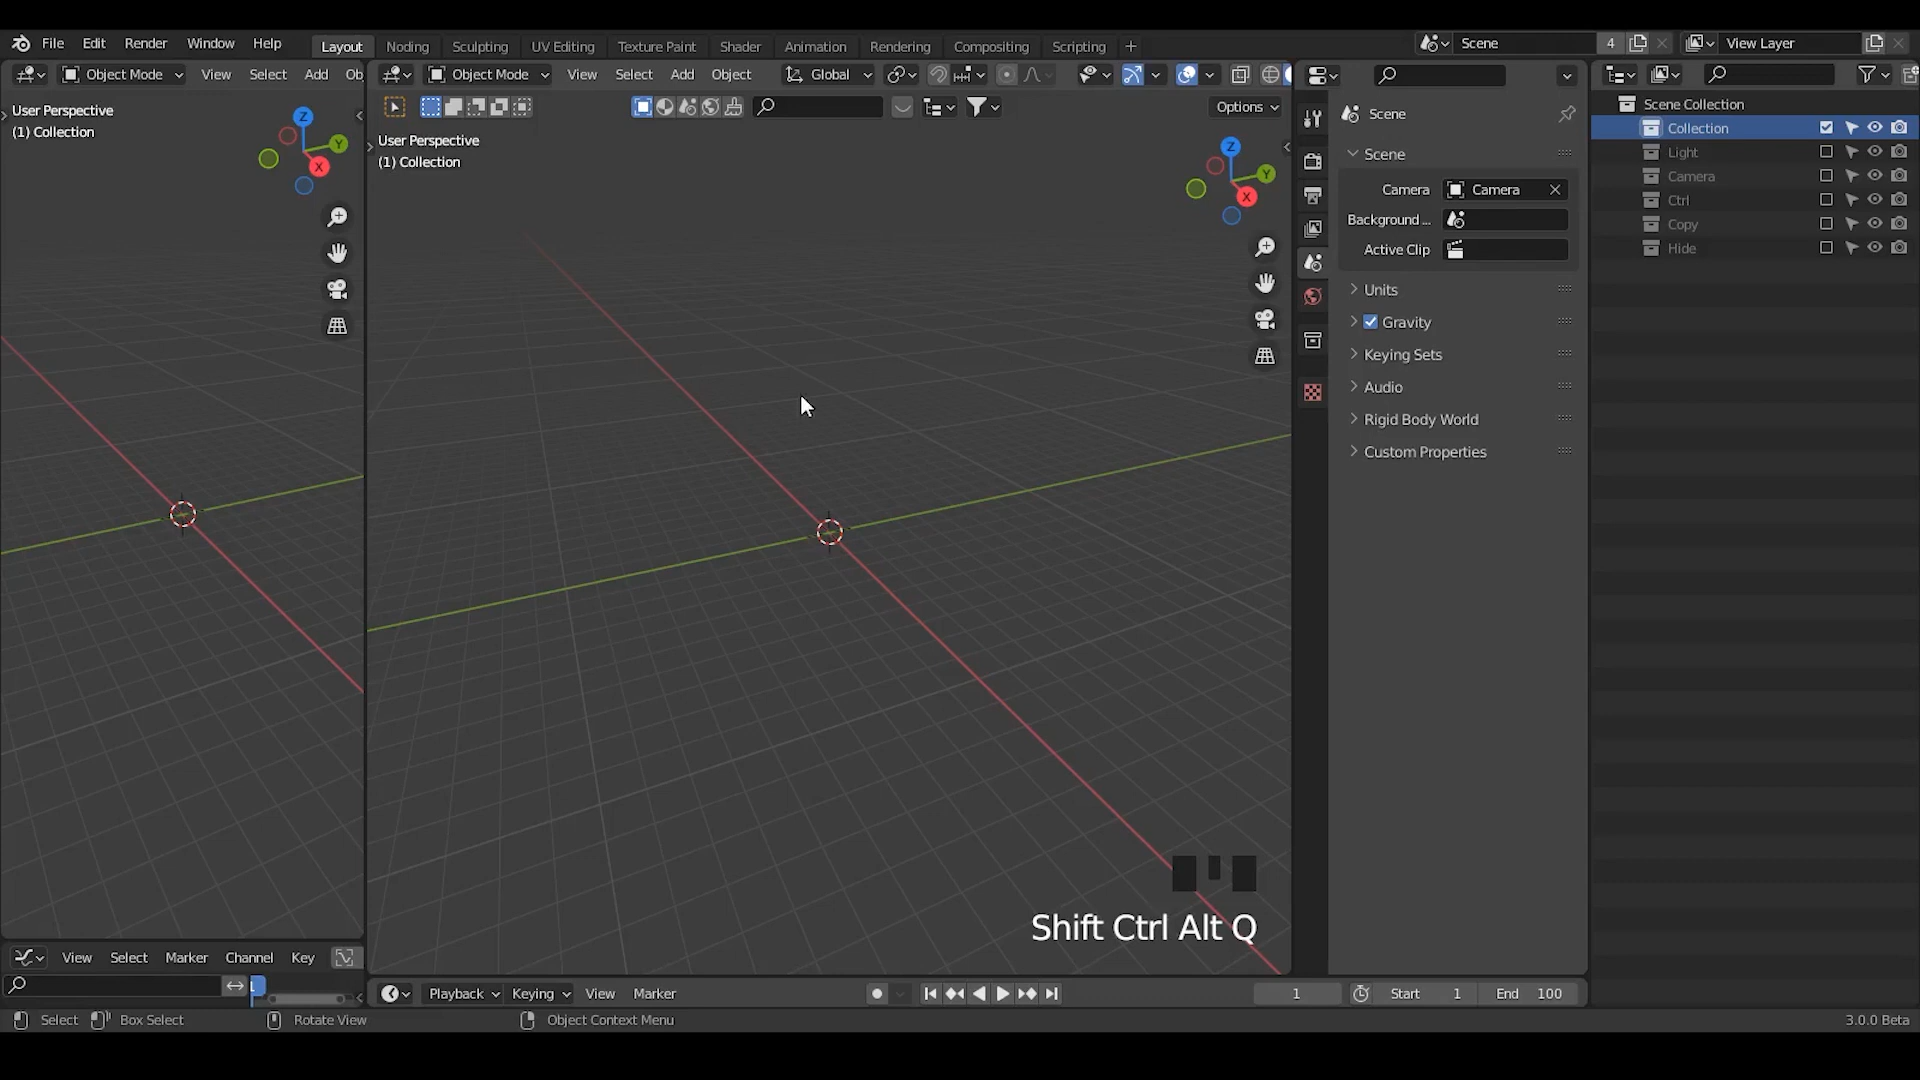 File Edit Render Window Help
Layout Noding Sculpting UV Editing Texture Paint Shader Animation Rendering Compositing Scripting +
Scene 4 View Layer
Object Mode View Select Add Ob
Object Mode View Select Add Object Global
Options
User Perspective
(1) Collection
Z
Y
X
User Perspective
(1) Collection
Z
Y
X
Scene
Scene
Camera Camera
Background ...
Active Clip
Units
Gravity
Keying Sets
Audio
Rigid Body World
Custom Properties
Scene Collection
Collection
Light
Camera
Ctrl
Copy
Hide
Shift Ctrl Alt Q
View Select Marker Channel Key
1
Playback Keying View Marker
1 Start 1 End 100
Select Box Select Rotate View Object Context Menu 3.0.0 Beta